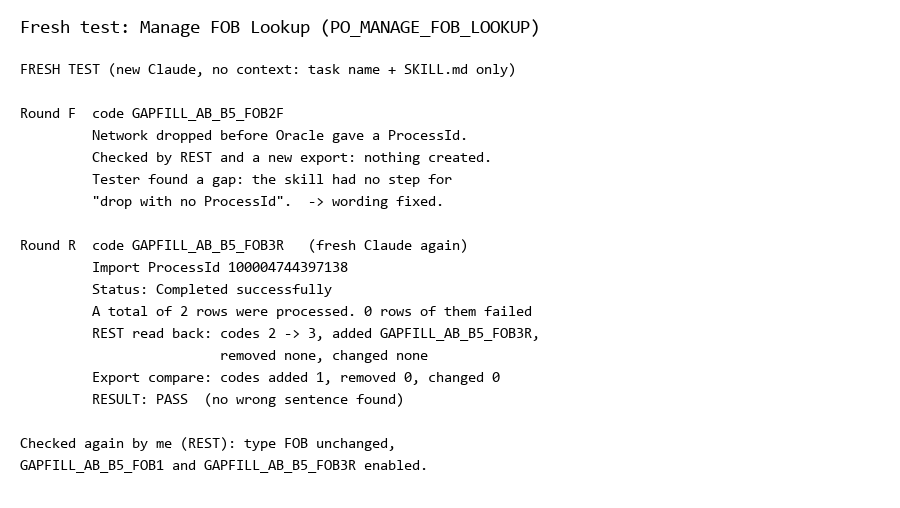 Fresh test: Manage FOB Lookup (PO_MANAGE_FOB_LOOKUP)
FRESH TEST (new Claude, no context: task name + SKILL.md only)
Round F  code GAPFILL_AB_B5_FOB2F
Network dropped before Oracle gave a ProcessId.
Checked by REST and a new export: nothing created.
Tester found a gap: the skill had no step for
"drop with no ProcessId".  -> wording fixed.
Round R  code GAPFILL_AB_B5_FOB3R   (fresh Claude again)
Import ProcessId 100004744397138
Status: Completed successfully
A total of 2 rows were processed. 0 rows of them failed
REST read back: codes 2 -> 3, added GAPFILL_AB_B5_FOB3R,
removed none, changed none
Export compare: codes added 1, removed 0, changed 0
RESULT: PASS  (no wrong sentence found)
Checked again by me (REST): type FOB unchanged,
GAPFILL_AB_B5_FOB1 and GAPFILL_AB_B5_FOB3R enabled.